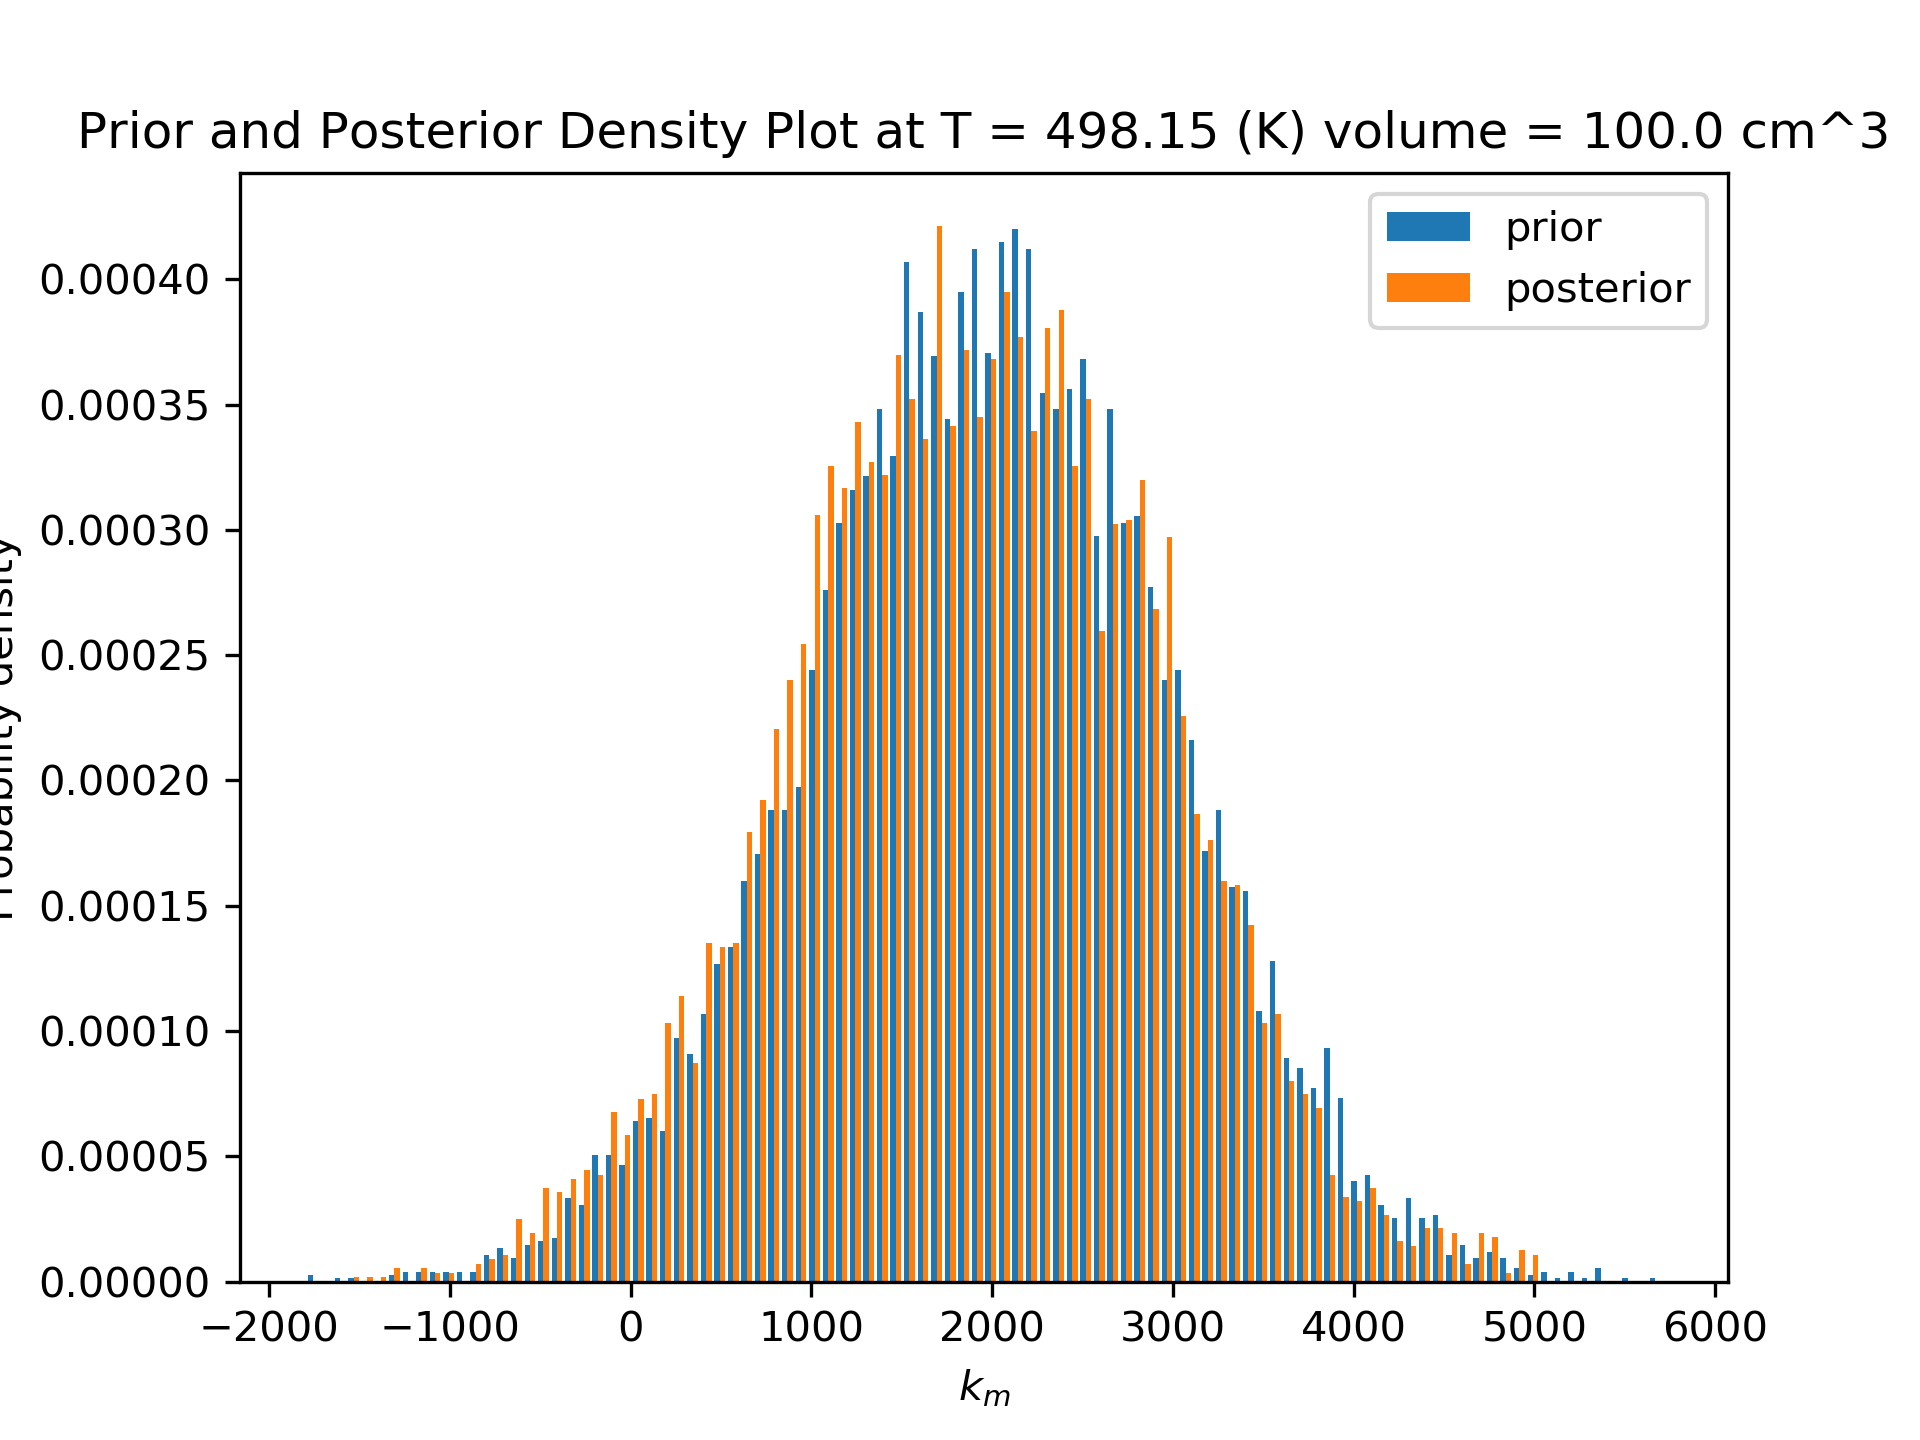 Prior and Posterior Density Plot at T = 498.15 (K) volume = 100.0 cm^3
prior
posterior
0.00040
0.00035
0.00030
0.00025
0.00020
0.00015
0.00010
0.00005
0.00000
Probability density
−2000 −1000 0 1000 2000 3000 4000 5000 6000
k_m